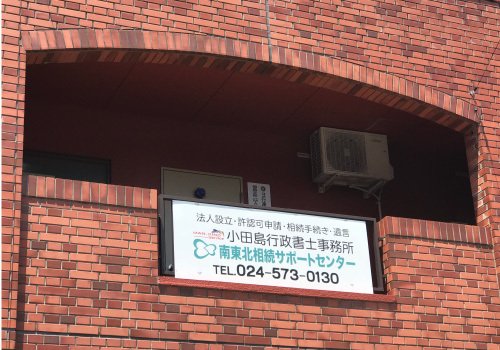 法人設立・許認可申請・相続手続き・遺言
小田島行政書士事務所
南東北相続サポートセンター
TEL.024-573-0130